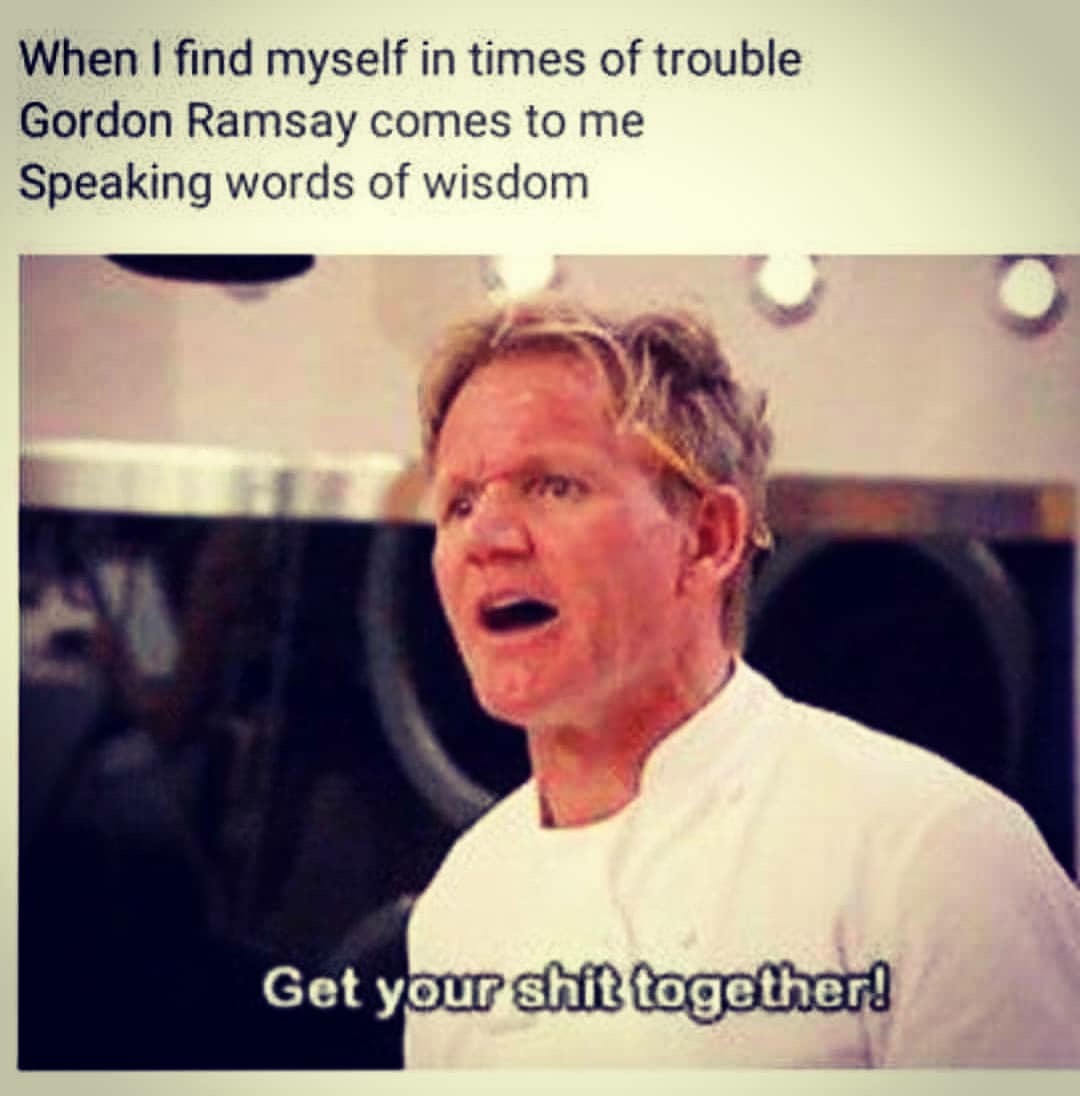 When I find myself in times of trouble
Gordon Ramsay comes to me
Speaking words of wisdom
Get your shit together!